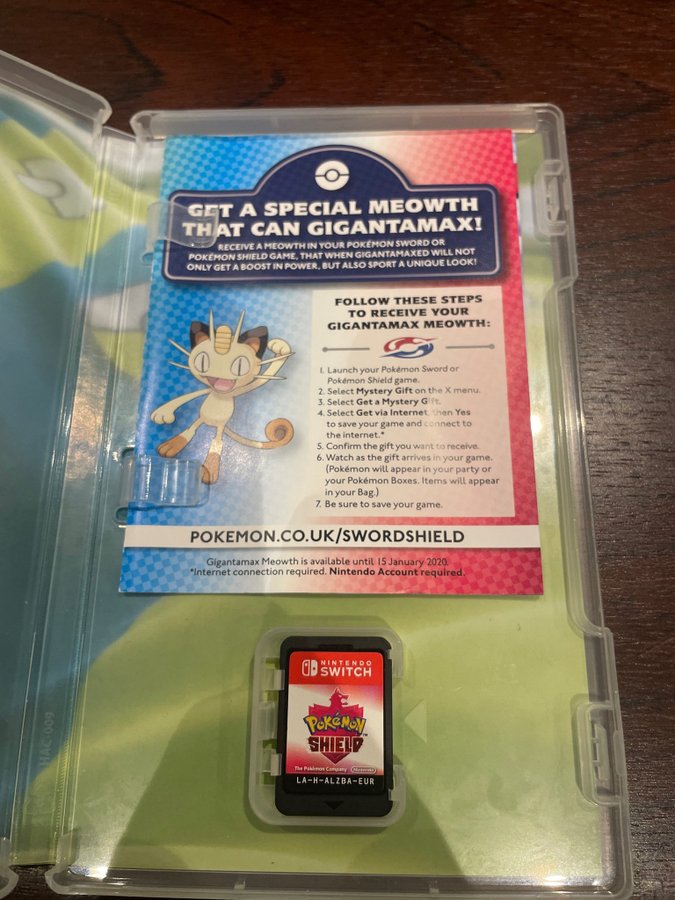 GET A SPECIAL MEOWTH
THAT CAN GIGANTAMAX!
RECEIVE A MEOWTH IN YOUR POKÉMON SWORD OR
POKÉMON SHIELD GAME, THAT WHEN GIGANTAMAXED WILL NOT
ONLY GET A BOOST IN POWER, BUT ALSO SPORT A UNIQUE LOOK!
FOLLOW THESE STEPS
TO RECEIVE YOUR
GIGANTAMAX MEOWTH:
1. Launch your Pokémon Sword or
Pokémon Shield game.
2. Select Mystery Gift on the X menu.
3. Select Get a Mystery Gift.
4. Select Get via Internet, then Yes
to save your game and connect to
the internet.*
5. Confirm the gift you want to receive.
6. Watch as the gift arrives in your game.
(Pokémon will appear in your party or
your Pokémon Boxes. Items will appear
in your Bag.)
7. Be sure to save your game.
POKEMON.CO.UK/SWORDSHIELD
Gigantamax Meowth is available until 15 January 2020.
*Internet connection required. Nintendo Account required.
NINTENDO
SWITCH
POKéMON
SHIELD
The Pokémon Company Nintendo
LA-H-ALZBA-EUR